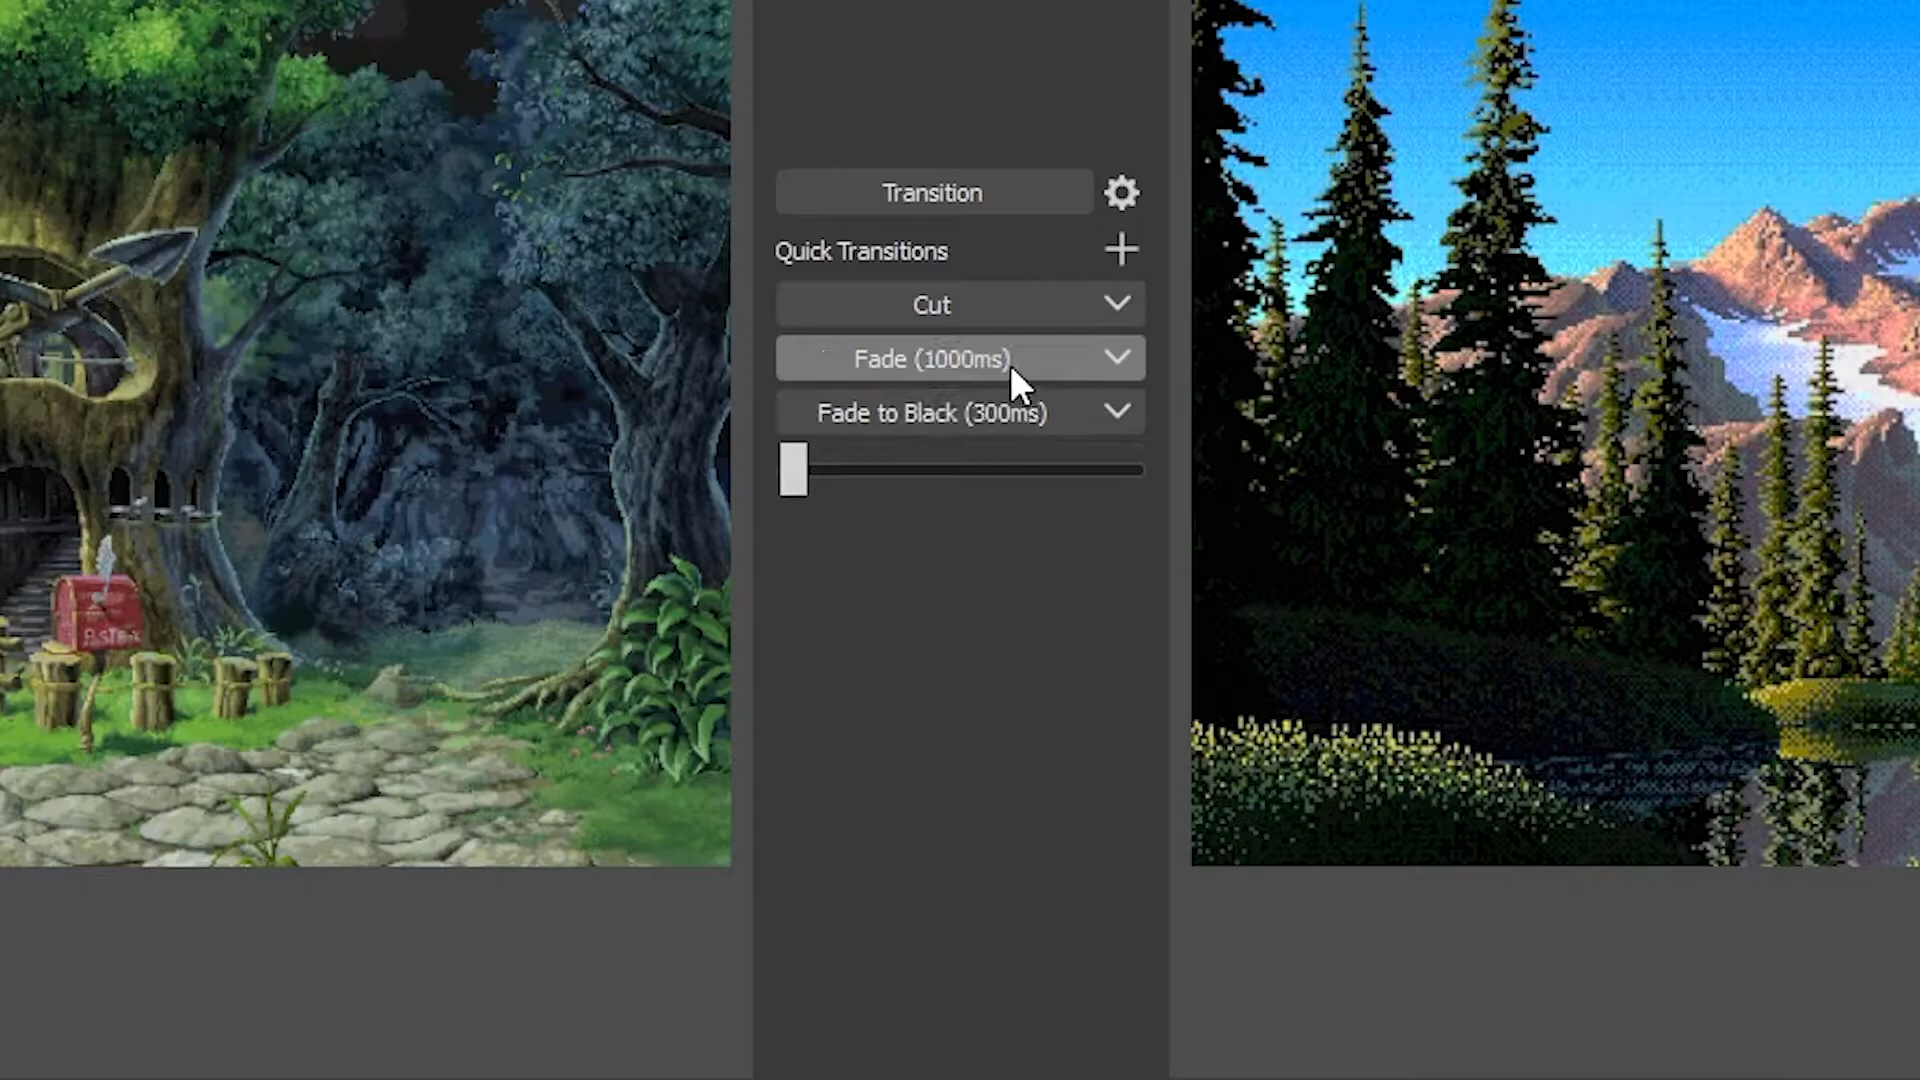 Transition
Quick Transitions
Cut
Fade (1000ms)
Fade to Black (300ms)